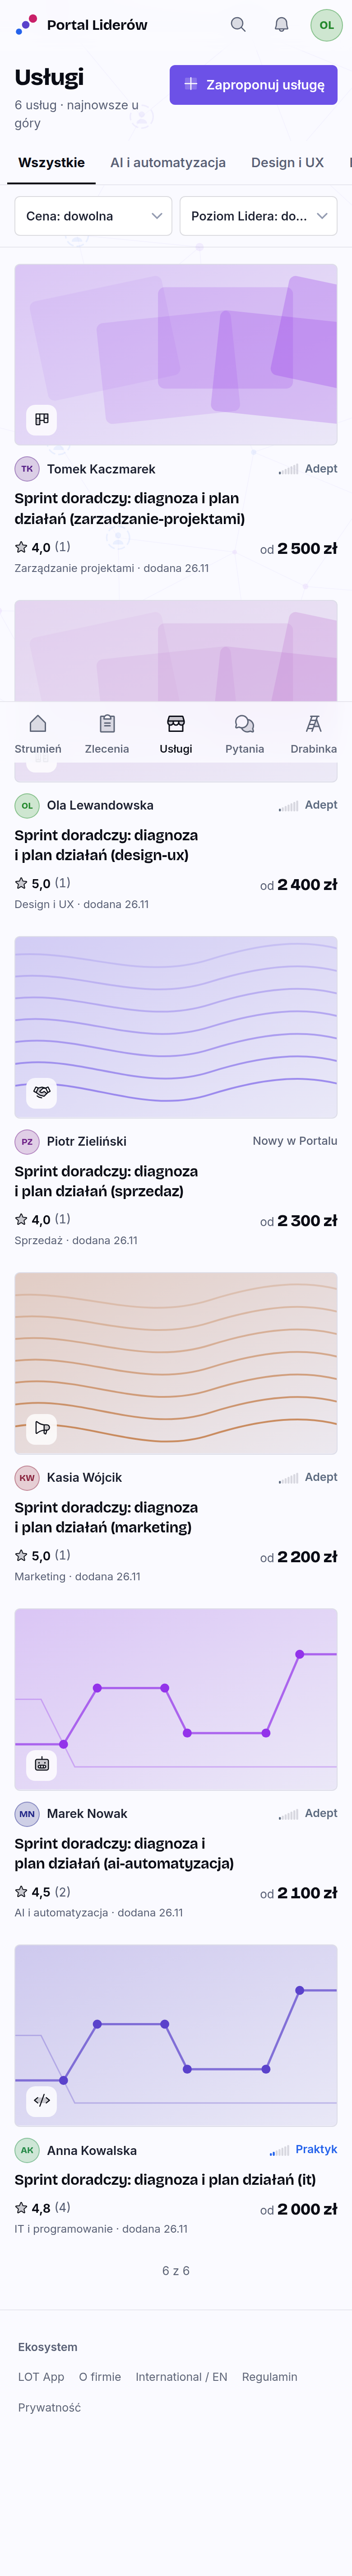 Portal Liderów
OL
Usługi
6 usług · najnowsze u
góry
Zaproponuj usługę
Wszystkie
AI i automatyzacja
Design i UX
Cena: dowolna
Poziom Lidera: do...
TK
Tomek Kaczmarek
Adept
Sprint doradczy: diagnoza i plan
działań (zarzadzanie-projektami)
4,0 (1)
od 2 500 zł
Zarządzanie projektami · dodana 26.11
Strumień
Zlecenia
Usługi
Pytania
Drabinka
OL
Ola Lewandowska
Adept
Sprint doradczy: diagnoza
i plan działań (design-ux)
5,0 (1)
od 2 400 zł
Design i UX · dodana 26.11
PZ
Piotr Zieliński
Nowy w Portalu
Sprint doradczy: diagnoza
i plan działań (sprzedaz)
4,0 (1)
od 2 300 zł
Sprzedaż · dodana 26.11
KW
Kasia Wójcik
Adept
Sprint doradczy: diagnoza
i plan działań (marketing)
5,0 (1)
od 2 200 zł
Marketing · dodana 26.11
MN
Marek Nowak
Adept
Sprint doradczy: diagnoza i
plan działań (ai-automatyzacja)
4,5 (2)
od 2 100 zł
AI i automatyzacja · dodana 26.11
AK
Anna Kowalska
Praktyk
Sprint doradczy: diagnoza i plan działań (it)
4,8 (4)
od 2 000 zł
IT i programowanie · dodana 26.11
6 z 6
Ekosystem
LOT App
O firmie
International / EN
Regulamin
Prywatność